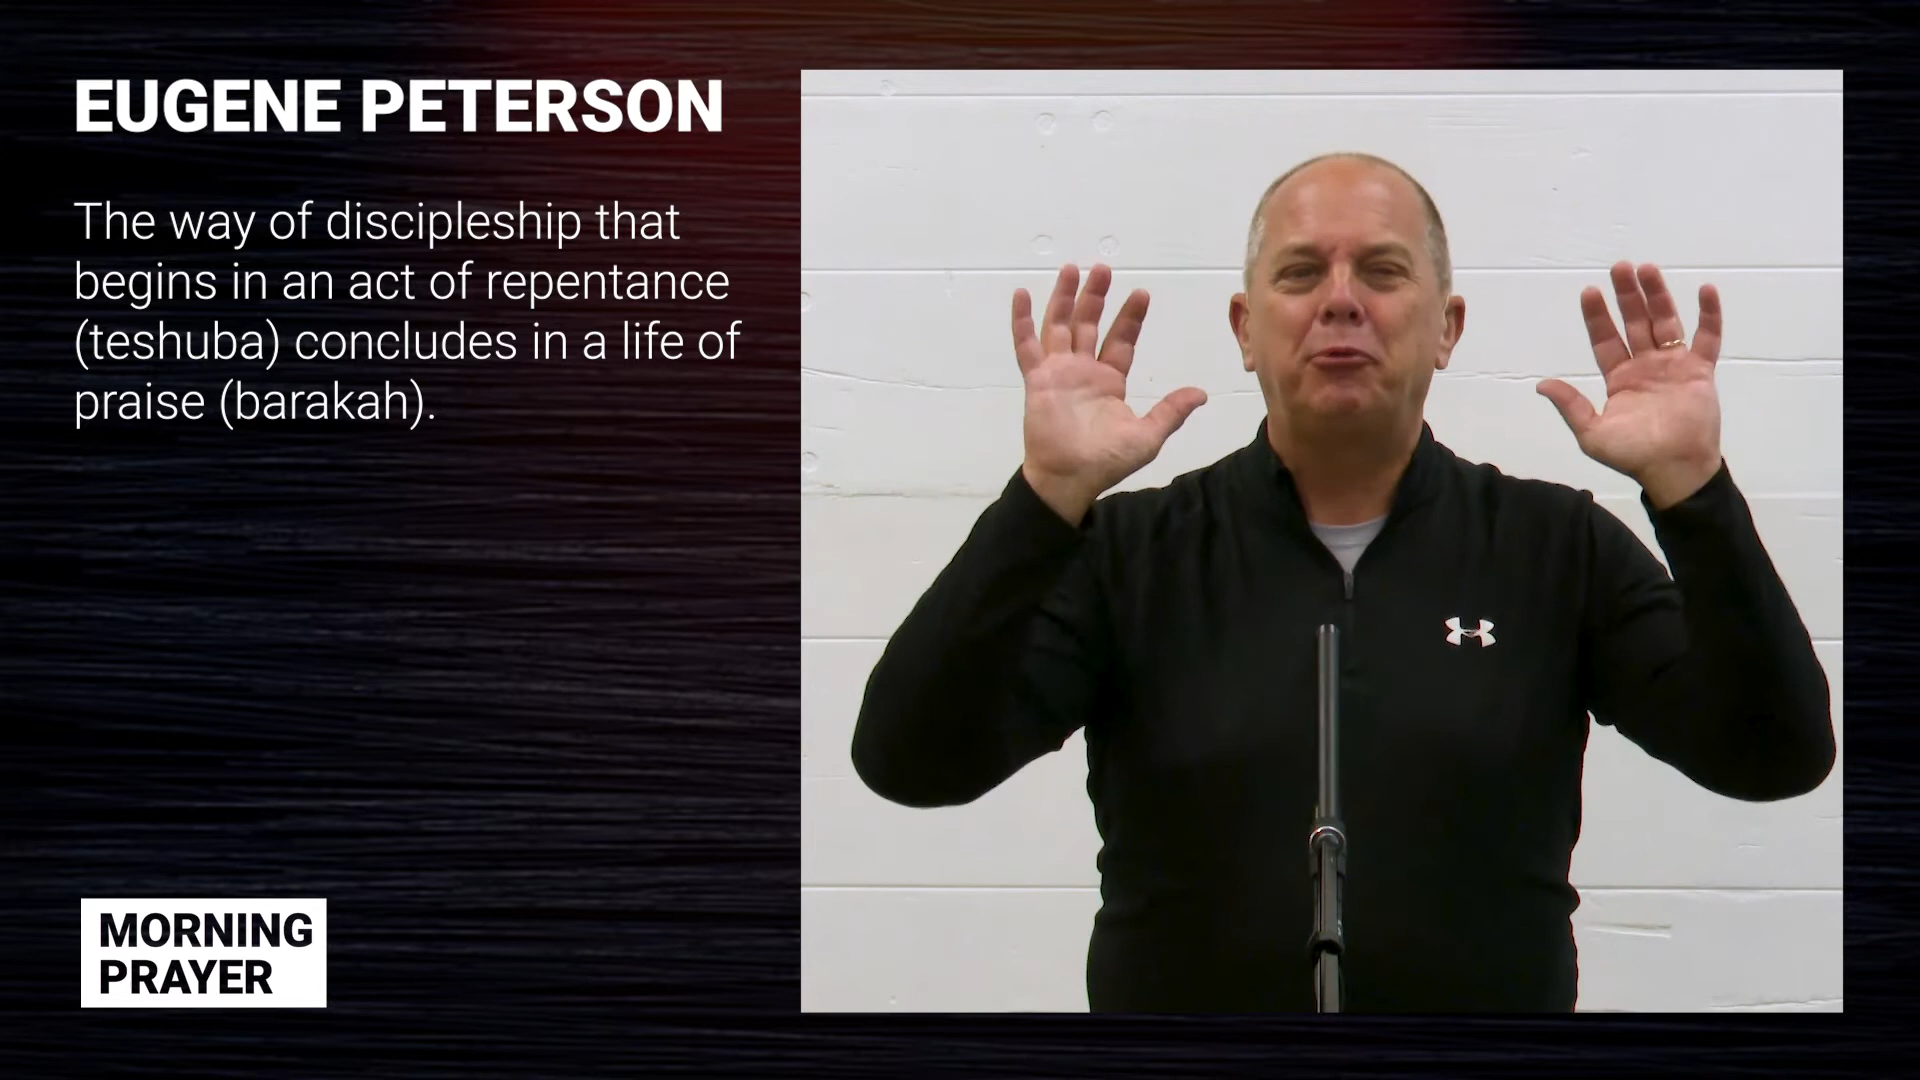 EUGENE PETERSON
The way of discipleship that
begins in an act of repentance
(teshuba) concludes in a life of
praise (barakah).
MORNING
PRAYER